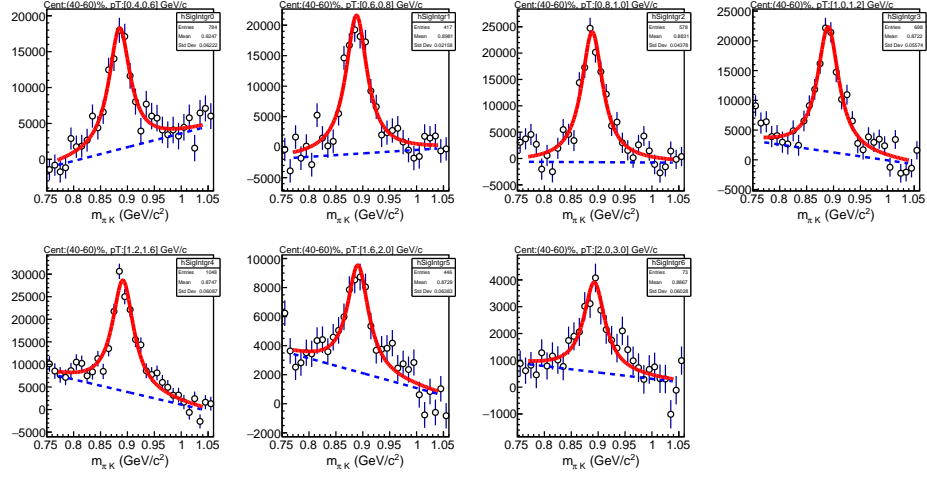 Cent:(40-60)%, pT:[0.4,0.6] GeV/c
hSigIntgr0
Entries 784
Mean 0.8247
Std Dev 0.06222
20000
15000
10000
5000
0
0.75 0.8 0.85 0.9 0.95 1 1.05
m π K (GeV/c²)
Cent:(40-60)%, pT:[0.6,0.8] GeV/c
hSigIntgr1
Entries 417
Mean 0.8981
Std Dev 0.02158
20000
15000
10000
5000
0
−5000
0.75 0.8 0.85 0.9 0.95 1 1.05
m π K (GeV/c²)
Cent:(40-60)%, pT:[0.8,1.0] GeV/c
hSigIntgr2
Entries 578
Mean 0.8831
Std Dev 0.04378
25000
20000
15000
10000
5000
0
−5000
0.75 0.8 0.85 0.9 0.95 1 1.05
m π K (GeV/c²)
Cent:(40-60)%, pT:[1.0,1.2] GeV/c
hSigIntgr3
Entries 668
Mean 0.8722
Std Dev 0.05574
25000
20000
15000
10000
5000
0
−5000
0.75 0.8 0.85 0.9 0.95 1 1.05
m π K (GeV/c²)
Cent:(40-60)%, pT:[1.2,1.6] GeV/c
hSigIntgr4
Entries 1048
Mean 0.8747
Std Dev 0.06087
30000
25000
20000
15000
10000
5000
0
−5000
0.75 0.8 0.85 0.9 0.95 1 1.05
m π K (GeV/c²)
Cent:(40-60)%, pT:[1.6,2.0] GeV/c
hSigIntgr5
Entries 446
Mean 0.8729
Std Dev 0.06383
10000
8000
6000
4000
2000
0
−2000
0.75 0.8 0.85 0.9 0.95 1 1.05
m π K (GeV/c²)
Cent:(40-60)%, pT:[2.0,3.0] GeV/c
hSigIntgr6
Entries 73
Mean 0.8867
Std Dev 0.06028
4000
3000
2000
1000
0
−1000
0.75 0.8 0.85 0.9 0.95 1 1.05
m π K (GeV/c²)